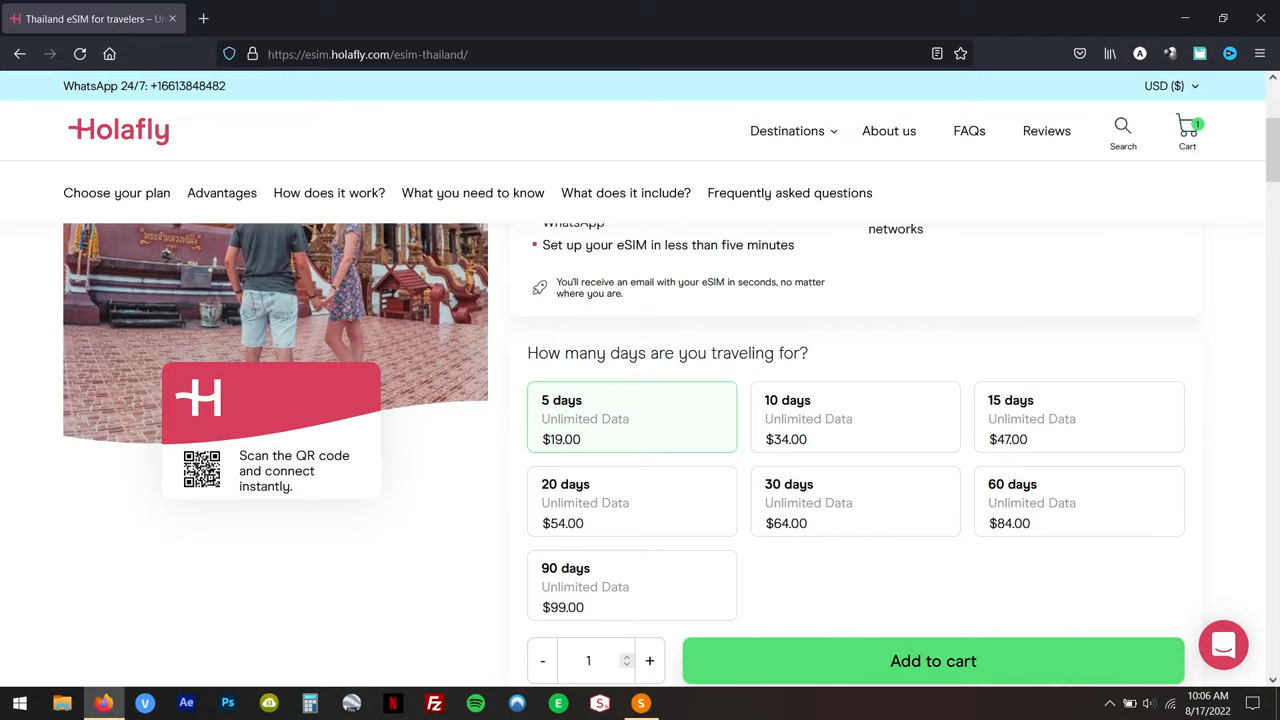 Thailand eSIM for travelers – Un
https://esim.holafly.com/esim-thailand/
WhatsApp 24/7: +16613848482
USD ($)
Holafly
Destinations
About us
FAQs
Reviews
Search
1
Cart
Choose your plan
Advantages
How does it work?
What you need to know
What does it include?
Frequently asked questions
WhatsApp
networks
Set up your eSIM in less than five minutes
You'll receive an email with your eSIM in seconds, no matter
where you are.
H
Scan the QR code
and connect
instantly.
How many days are you traveling for?
5 days
Unlimited Data
$19.00
10 days
Unlimited Data
$34.00
15 days
Unlimited Data
$47.00
20 days
Unlimited Data
$54.00
30 days
Unlimited Data
$64.00
60 days
Unlimited Data
$84.00
90 days
Unlimited Data
$99.00
- 1 +
Add to cart
10:06 AM
8/17/2022